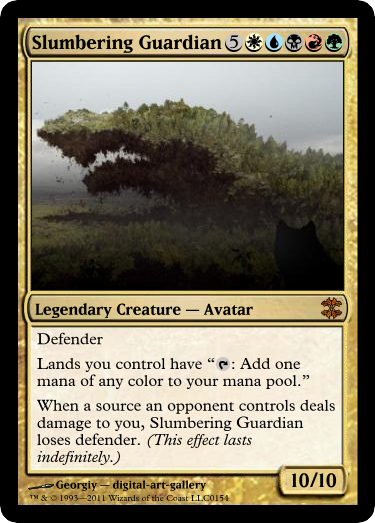 Slumbering Guardian 5
Legendary Creature — Avatar
Defender
Lands you control have “: Add one
mana of any color to your mana pool.”
When a source an opponent controls deals
damage to you, Slumbering Guardian
loses defender. (This effect lasts
indefinitely.)
Georgiy — digital-art-gallery
™ & © 1993—2011 Wizards of the Coast LLC0154
10/10